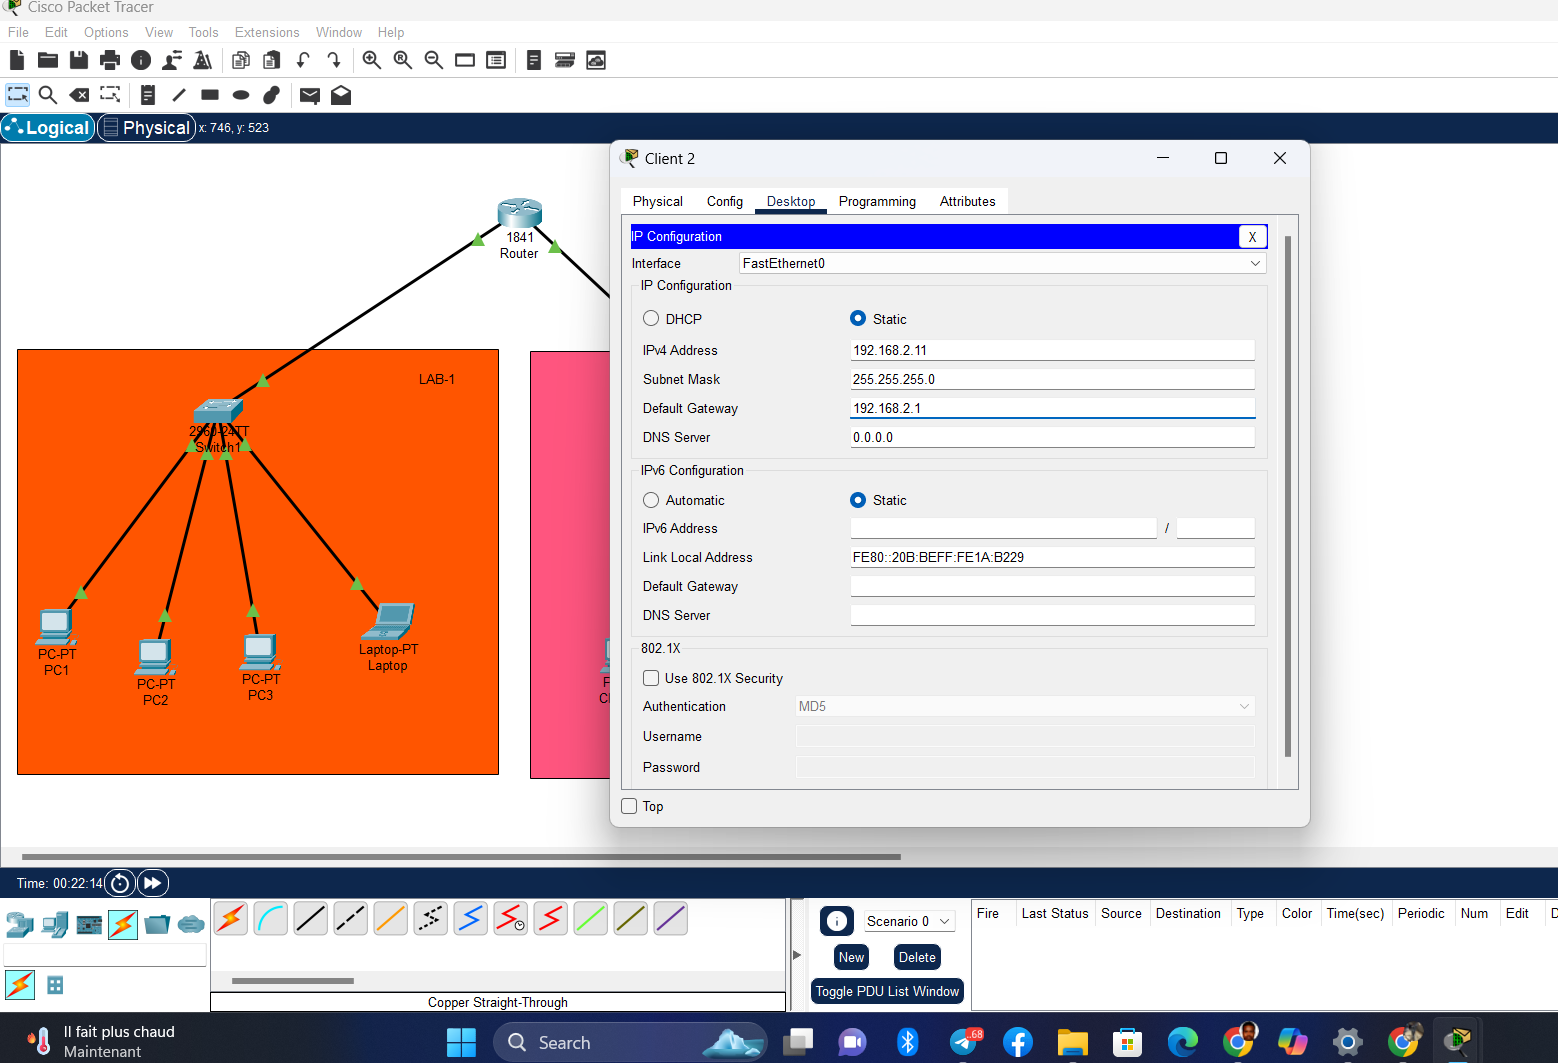 Cisco Packet Tracer
File Edit Options View Tools Extensions Window Help
Logical Physical x: 746, y: 523
1841
Router
LAB-1
2960-24TT
Switch1
PC-PT
PC1
PC-PT
PC2
PC-PT
PC3
Laptop-PT
Laptop
Client 2
Physical Config Desktop Programming Attributes
IP Configuration X
Interface FastEthernet0
IP Configuration
DHCP Static
IPv4 Address 192.168.2.11
Subnet Mask 255.255.255.0
Default Gateway 192.168.2.1
DNS Server 0.0.0.0
IPv6 Configuration
Automatic Static
IPv6 Address /
Link Local Address FE80::20B:BEFF:FE1A:B229
Default Gateway
DNS Server
802.1X
Use 802.1X Security
Authentication MD5
Username
Password
Top
Time: 00:22:14
Copper Straight-Through
Scenario 0
New Delete
Toggle PDU List Window
Fire Last Status Source Destination Type Color Time(sec) Periodic Num Edit
Il fait plus chaud
Maintenant
Search
.68